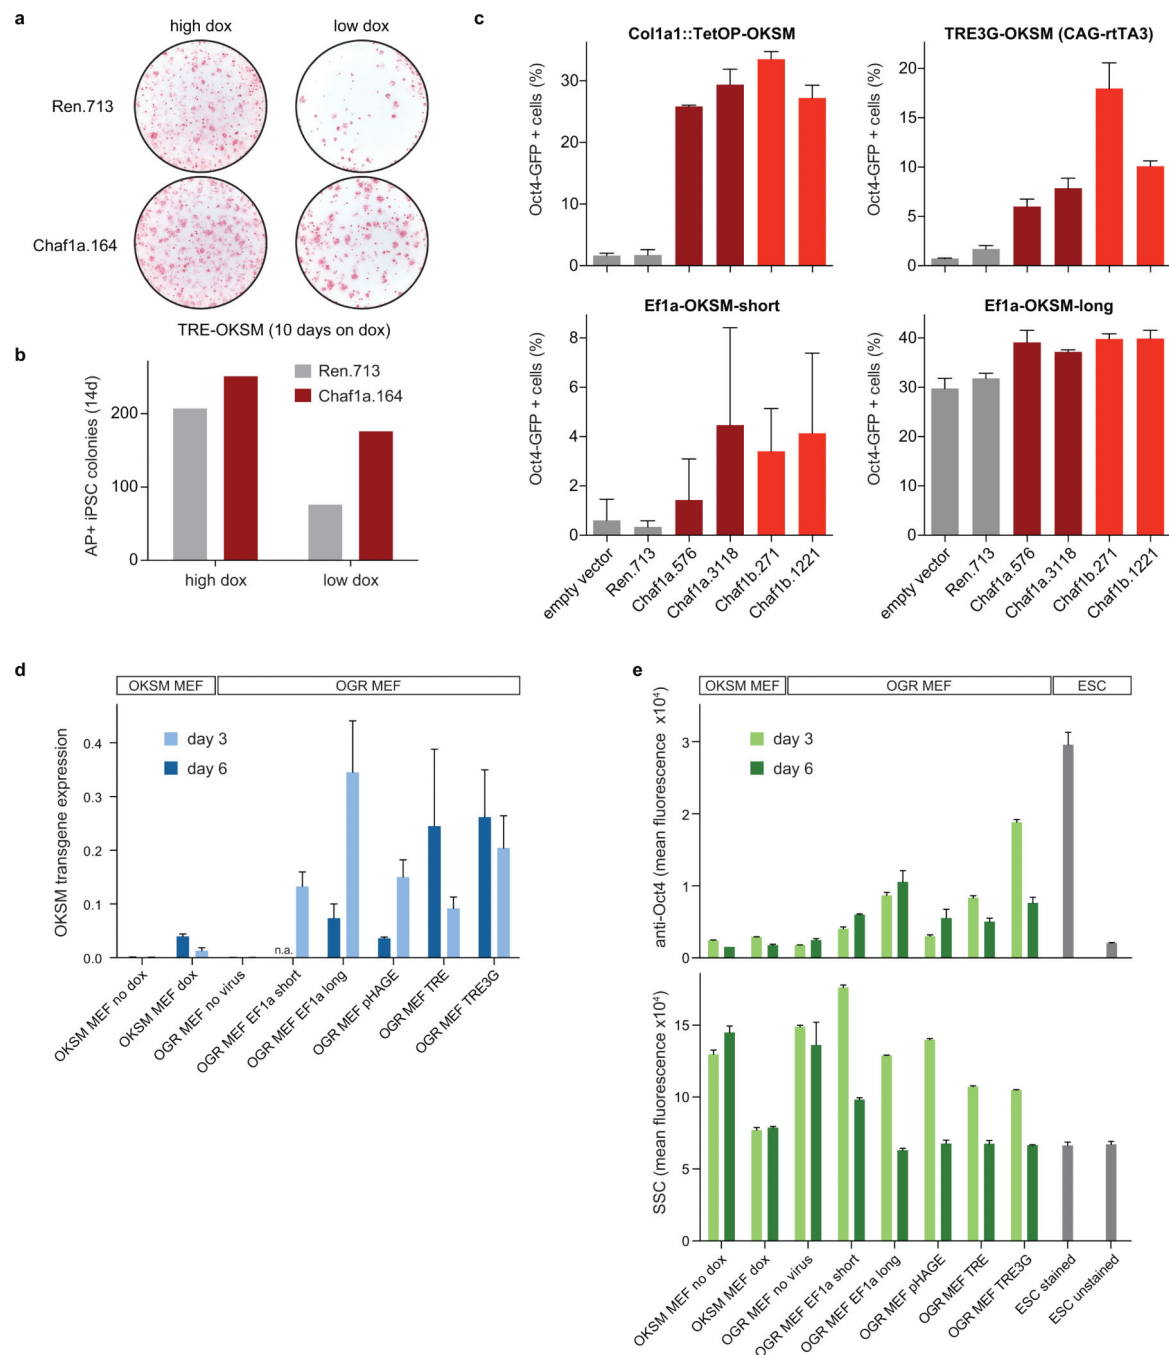 a
high dox
low dox
Ren.713
Chaf1a.164
TRE-OKSM (10 days on dox)
b
AP+ iPSC colonies (14d)
200
100
0
Ren.713
Chaf1a.164
high dox
low dox
c
Col1a1::TetOP-OKSM
Oct4-GFP + cells (%)
30
20
10
0
TRE3G-OKSM (CAG-rtTA3)
Oct4-GFP + cells (%)
20
15
10
5
0
Ef1a-OKSM-short
Oct4-GFP + cells (%)
8
6
4
2
0
empty vector
Ren.713
Chaf1a.576
Chaf1a.3118
Chaf1b.271
Chaf1b.1221
Ef1a-OKSM-long
Oct4-GFP + cells (%)
40
30
20
10
0
empty vector
Ren.713
Chaf1a.576
Chaf1a.3118
Chaf1b.271
Chaf1b.1221
d
OKSM MEF
OGR MEF
OKSM transgene expression
0.4
0.3
0.2
0.1
0.0
day 3
day 6
n.a.
OKSM MEF no dox
OKSM MEF dox
OGR MEF no virus
OGR MEF EF1a short
OGR MEF EF1a long
OGR MEF pHAGE
OGR MEF TRE
OGR MEF TRE3G
e
OKSM MEF
OGR MEF
ESC
anti-Oct4 (mean fluorescence x10⁴)
3
2
1
0
day 3
day 6
SSC (mean fluorescence x10⁴)
15
10
5
0
OKSM MEF no dox
OKSM MEF dox
OGR MEF no virus
OGR MEF EF1a short
OGR MEF EF1a long
OGR MEF pHAGE
OGR MEF TRE
OGR MEF TRE3G
ESC stained
ESC unstained